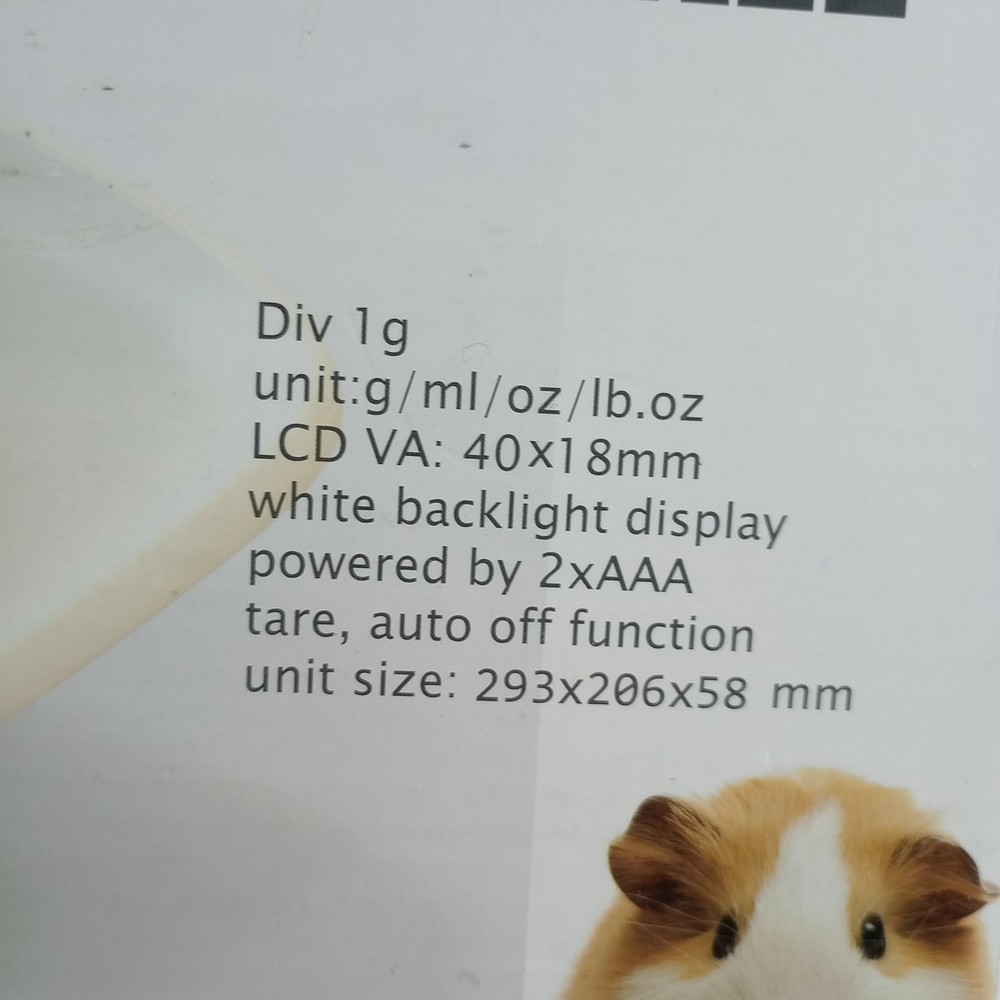 Div 1g
unit:g/ml/oz/lb.oz
LCD VA: 40x18mm
white backlight display
powered by 2xAAA
tare, auto off function
unit size: 293x206x58 mm